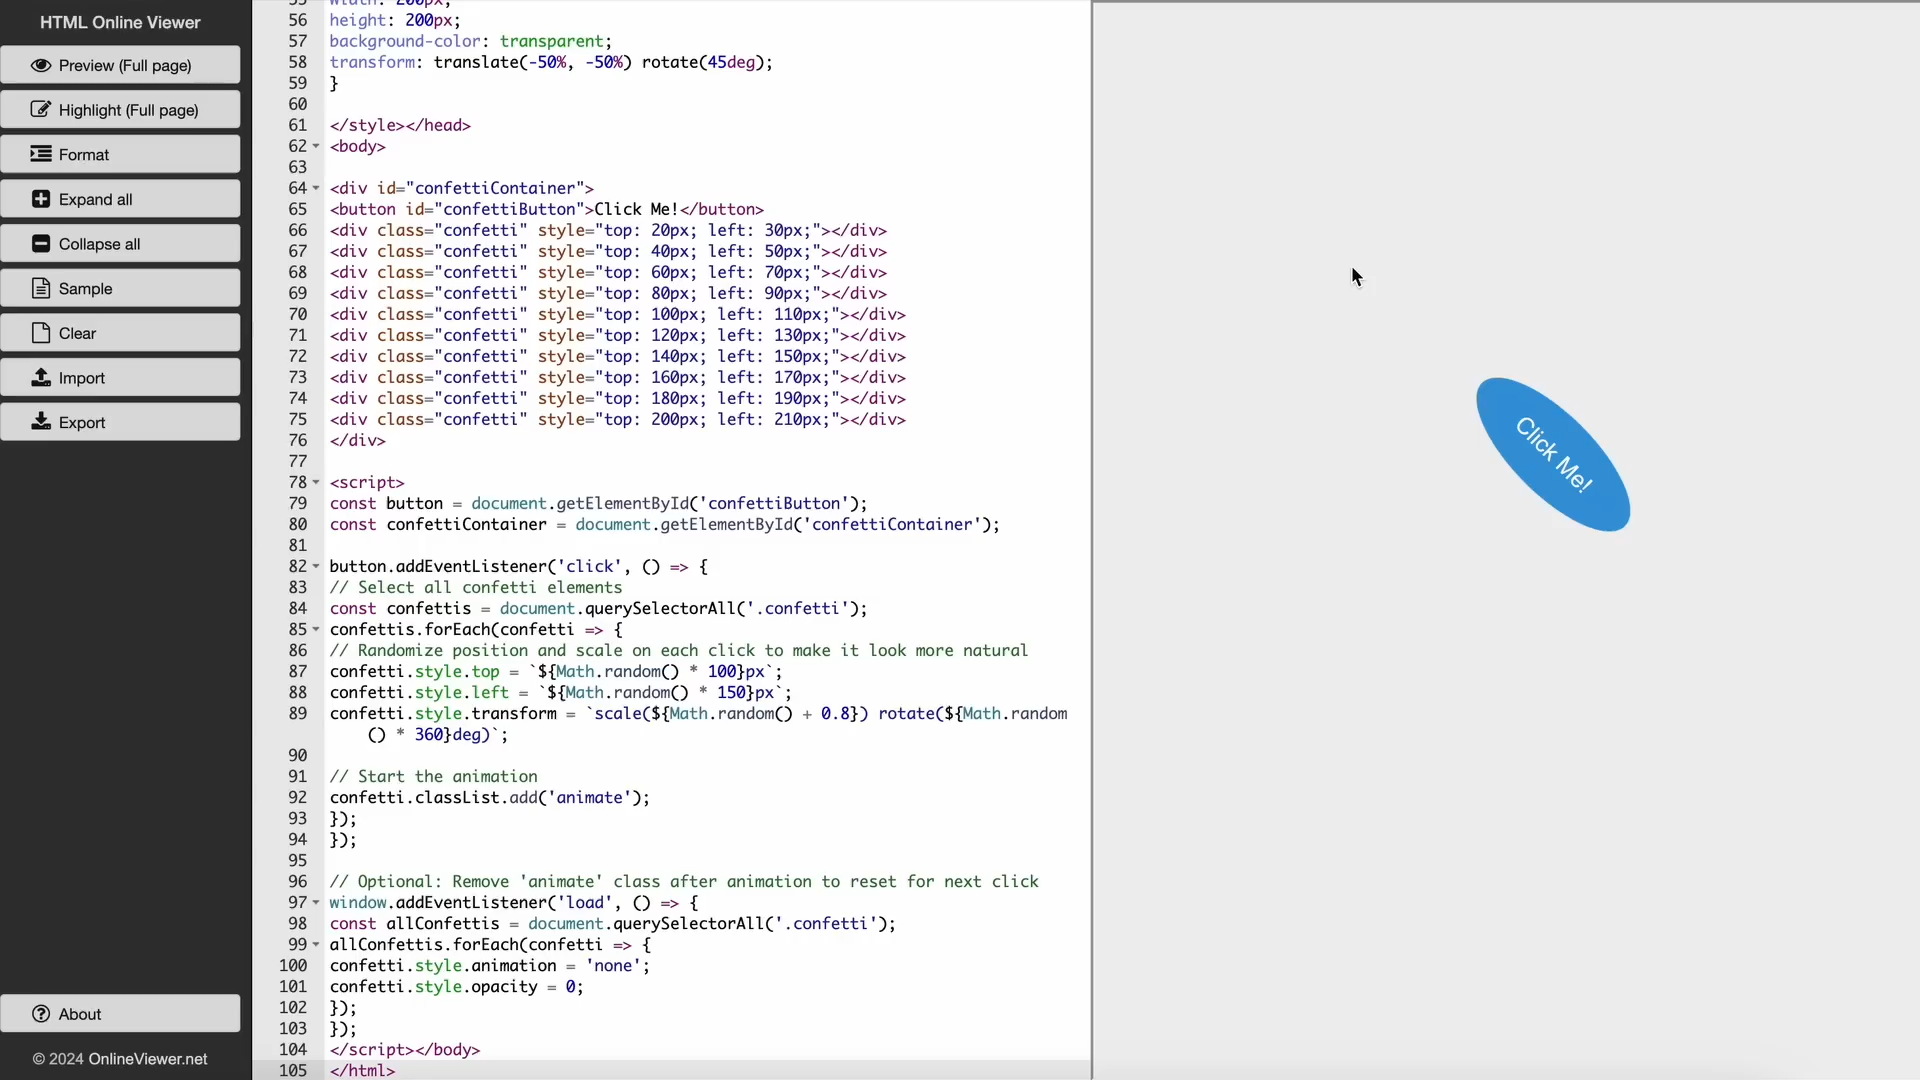 HTML Online Viewer
Preview (Full page)
Highlight (Full page)
Format
Expand all
Collapse all
Sample
Clear
Import
Export
About
© 2024 OnlineViewer.net
55 width: 200px;
56 height: 200px;
57 background-color: transparent;
58 transform: translate(-50%, -50%) rotate(45deg);
59 }
60
61 </style></head>
62 <body>
63
64 <div id="confettiContainer">
65 <button id="confettiButton">Click Me!</button>
66 <div class="confetti" style="top: 20px; left: 30px;"></div>
67 <div class="confetti" style="top: 40px; left: 50px;"></div>
68 <div class="confetti" style="top: 60px; left: 70px;"></div>
69 <div class="confetti" style="top: 80px; left: 90px;"></div>
70 <div class="confetti" style="top: 100px; left: 110px;"></div>
71 <div class="confetti" style="top: 120px; left: 130px;"></div>
72 <div class="confetti" style="top: 140px; left: 150px;"></div>
73 <div class="confetti" style="top: 160px; left: 170px;"></div>
74 <div class="confetti" style="top: 180px; left: 190px;"></div>
75 <div class="confetti" style="top: 200px; left: 210px;"></div>
76 </div>
77
78 <script>
79 const button = document.getElementById('confettiButton');
80 const confettiContainer = document.getElementById('confettiContainer');
81
82 button.addEventListener('click', () => {
83 // Select all confetti elements
84 const confettis = document.querySelectorAll('.confetti');
85 confettis.forEach(confetti => {
86 // Randomize position and scale on each click to make it look more natural
87 confetti.style.top = `${Math.random() * 100}px`;
88 confetti.style.left = `${Math.random() * 150}px`;
89 confetti.style.transform = `scale(${Math.random() + 0.8}) rotate(${Math.random
() * 360}deg)`;
90
91 // Start the animation
92 confetti.classList.add('animate');
93 });
94 });
95
96 // Optional: Remove 'animate' class after animation to reset for next click
97 window.addEventListener('load', () => {
98 const allConfettis = document.querySelectorAll('.confetti');
99 allConfettis.forEach(confetti => {
100 confetti.style.animation = 'none';
101 confetti.style.opacity = 0;
102 });
103 });
104 </script></body>
105 </html>
Click Me!